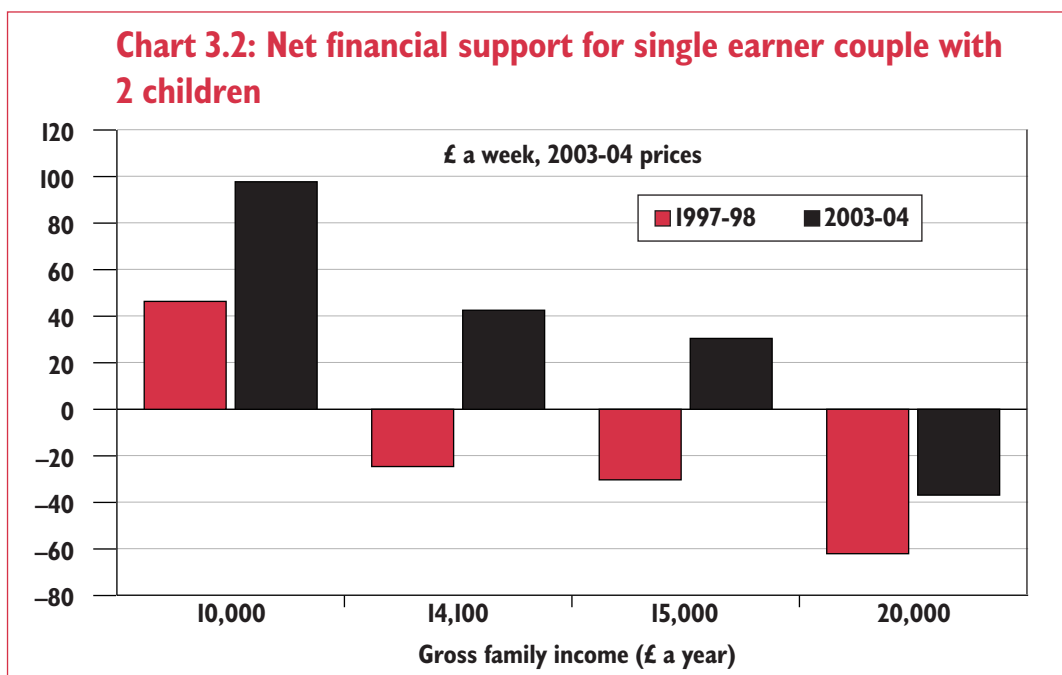 Chart 3.2: Net financial support for single earner couple with
2 children
£ a week, 2003-04 prices
1997-98 2003-04
120
100
80
60
40
20
0
–20
–40
–60
–80
10,000 14,100 15,000 20,000
Gross family income (£ a year)